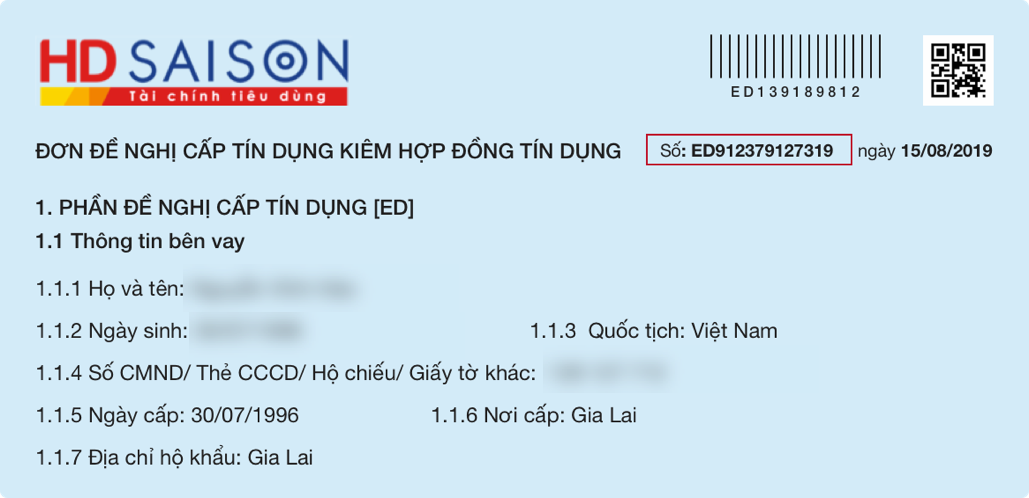 HD SAISON
Tài chính tiêu dùng
ED139189812
ĐƠN ĐỀ NGHỊ CẤP TÍN DỤNG KIÊM HỢP ĐỒNG TÍN DỤNG Số: ED912379127319 ngày 15/08/2019
1. PHẦN ĐỀ NGHỊ CẤP TÍN DỤNG [ED]
1.1 Thông tin bên vay
1.1.1 Họ và tên:
1.1.2 Ngày sinh: 1.1.3 Quốc tịch: Việt Nam
1.1.4 Số CMND/ Thẻ CCCD/ Hộ chiếu/ Giấy tờ khác:
1.1.5 Ngày cấp: 30/07/1996 1.1.6 Nơi cấp: Gia Lai
1.1.7 Địa chỉ hộ khẩu: Gia Lai